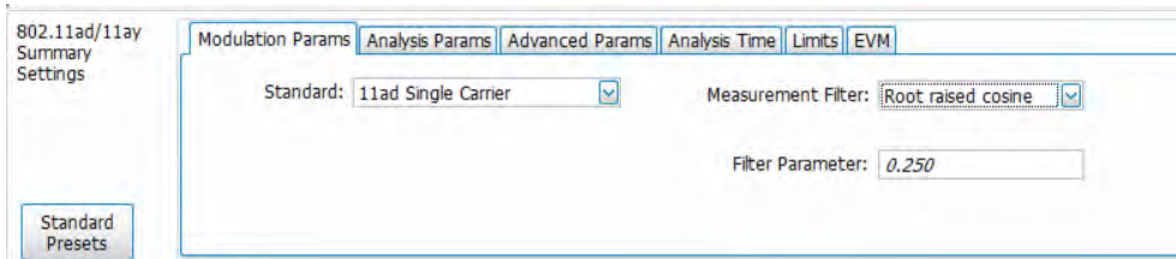 802.11ad/11ay
Summary
Settings
Modulation Params Analysis Params Advanced Params Analysis Time Limits EVM
Standard: 11ad Single Carrier
Measurement Filter: Root raised cosine
Filter Parameter: 0.250
Standard
Presets